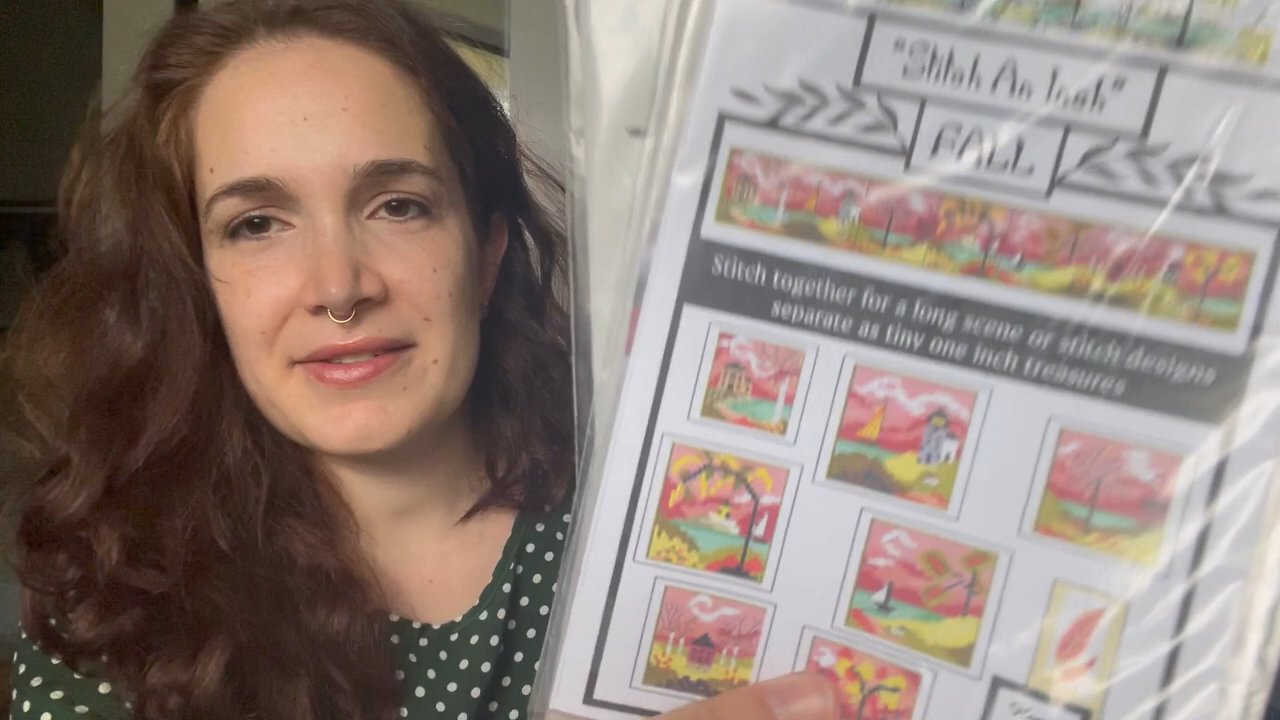 "Stitch An Inch"
FALL
Stitch together for a long scene or stitch designs
separate as tiny one inch treasures